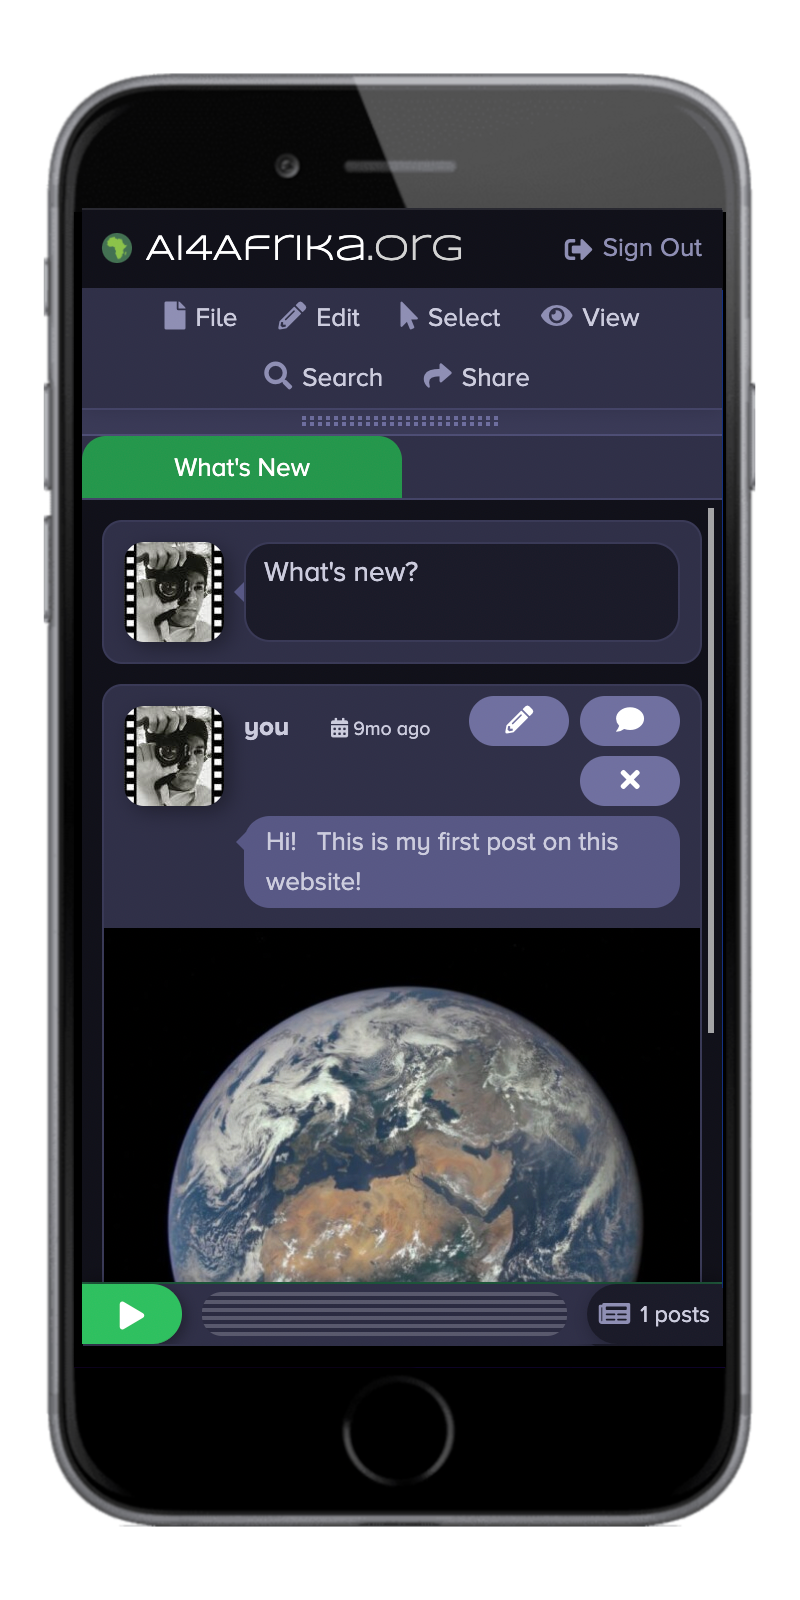 AI4AFrIKa.orG
Sign Out
File Edit Select View
Search Share
What's New
What's new?
you 9mo ago
Hi!   This is my first post on this
website!
1 posts